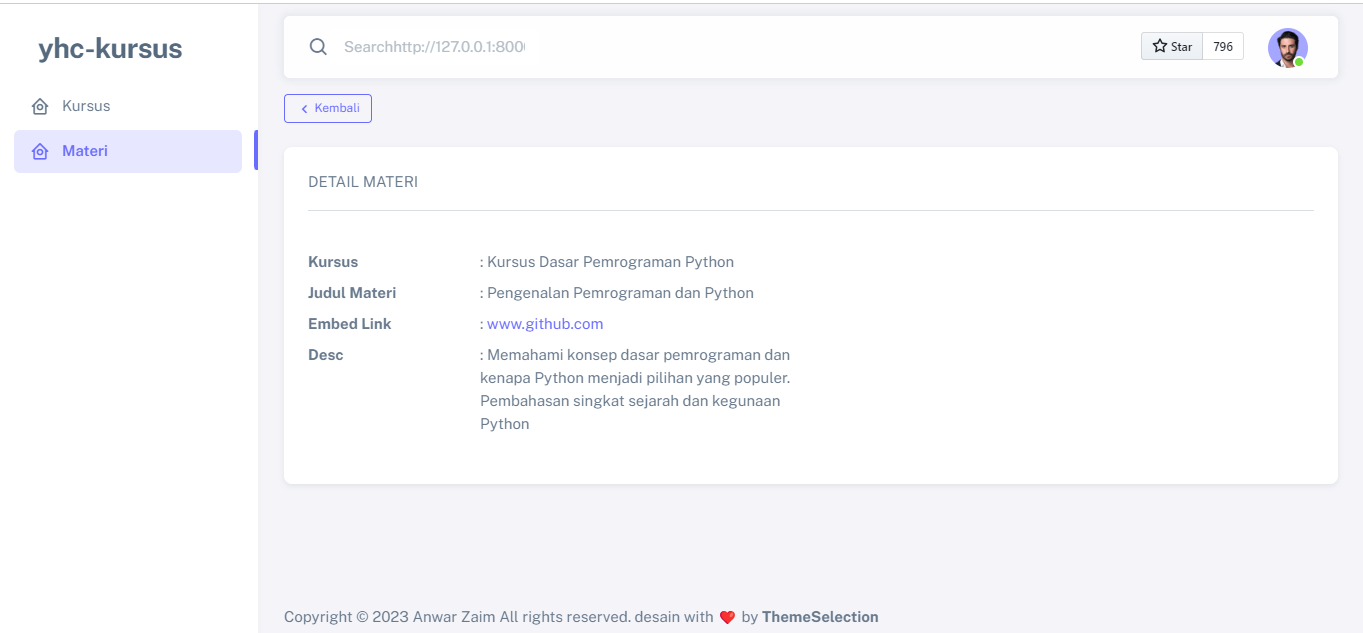 yhc-kursus
Kursus
Materi
Searchhttp://127.0.0.1:800
Star 796
Kembali
DETAIL MATERI
Kursus : Kursus Dasar Pemrograman Python
Judul Materi : Pengenalan Pemrograman dan Python
Embed Link : www.github.com
Desc : Memahami konsep dasar pemrograman dan
kenapa Python menjadi pilihan yang populer.
Pembahasan singkat sejarah dan kegunaan
Python
Copyright © 2023 Anwar Zaim All rights reserved. desain with ❤️ by ThemeSelection